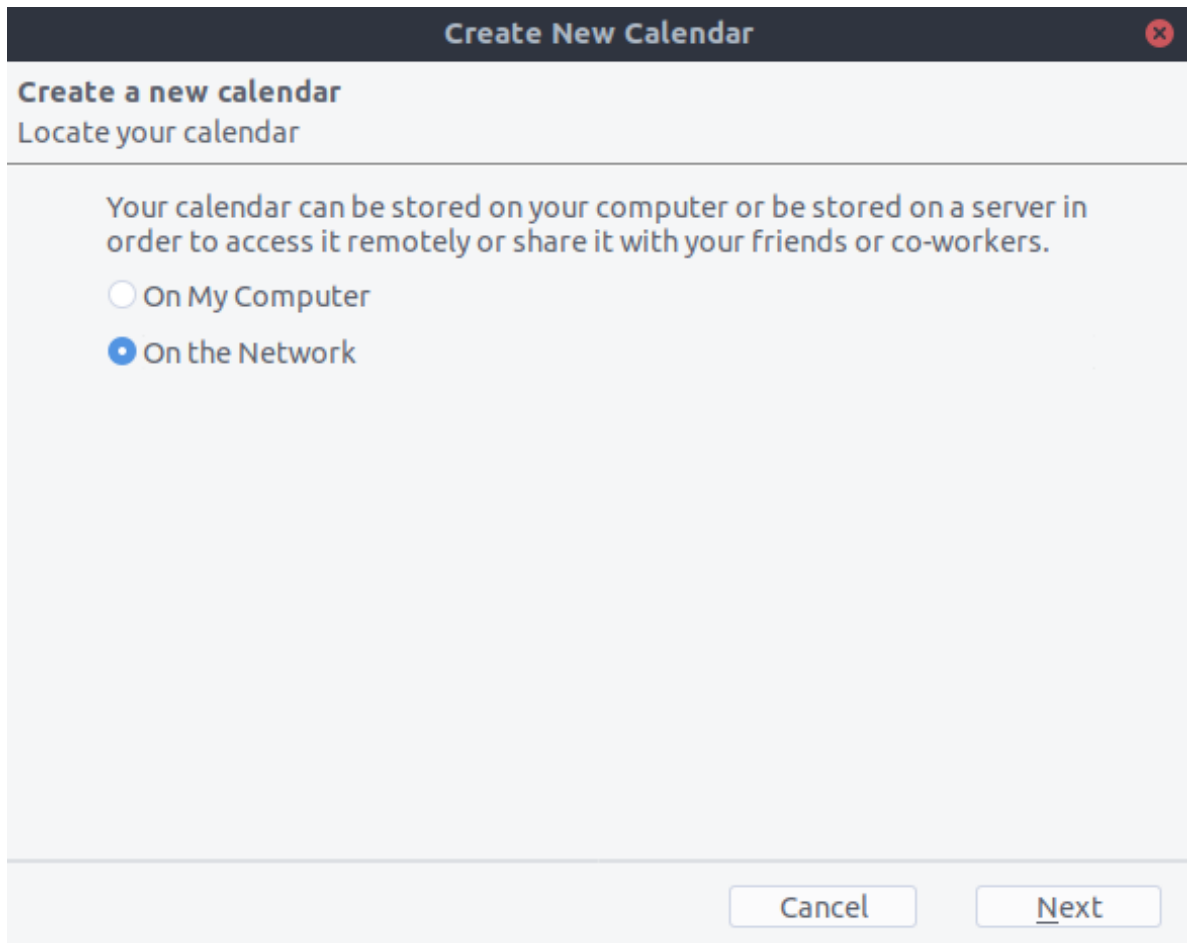 Create New Calendar
Create a new calendar
Locate your calendar
Your calendar can be stored on your computer or be stored on a server in
order to access it remotely or share it with your friends or co-workers.
On My Computer
On the Network
Cancel
Next